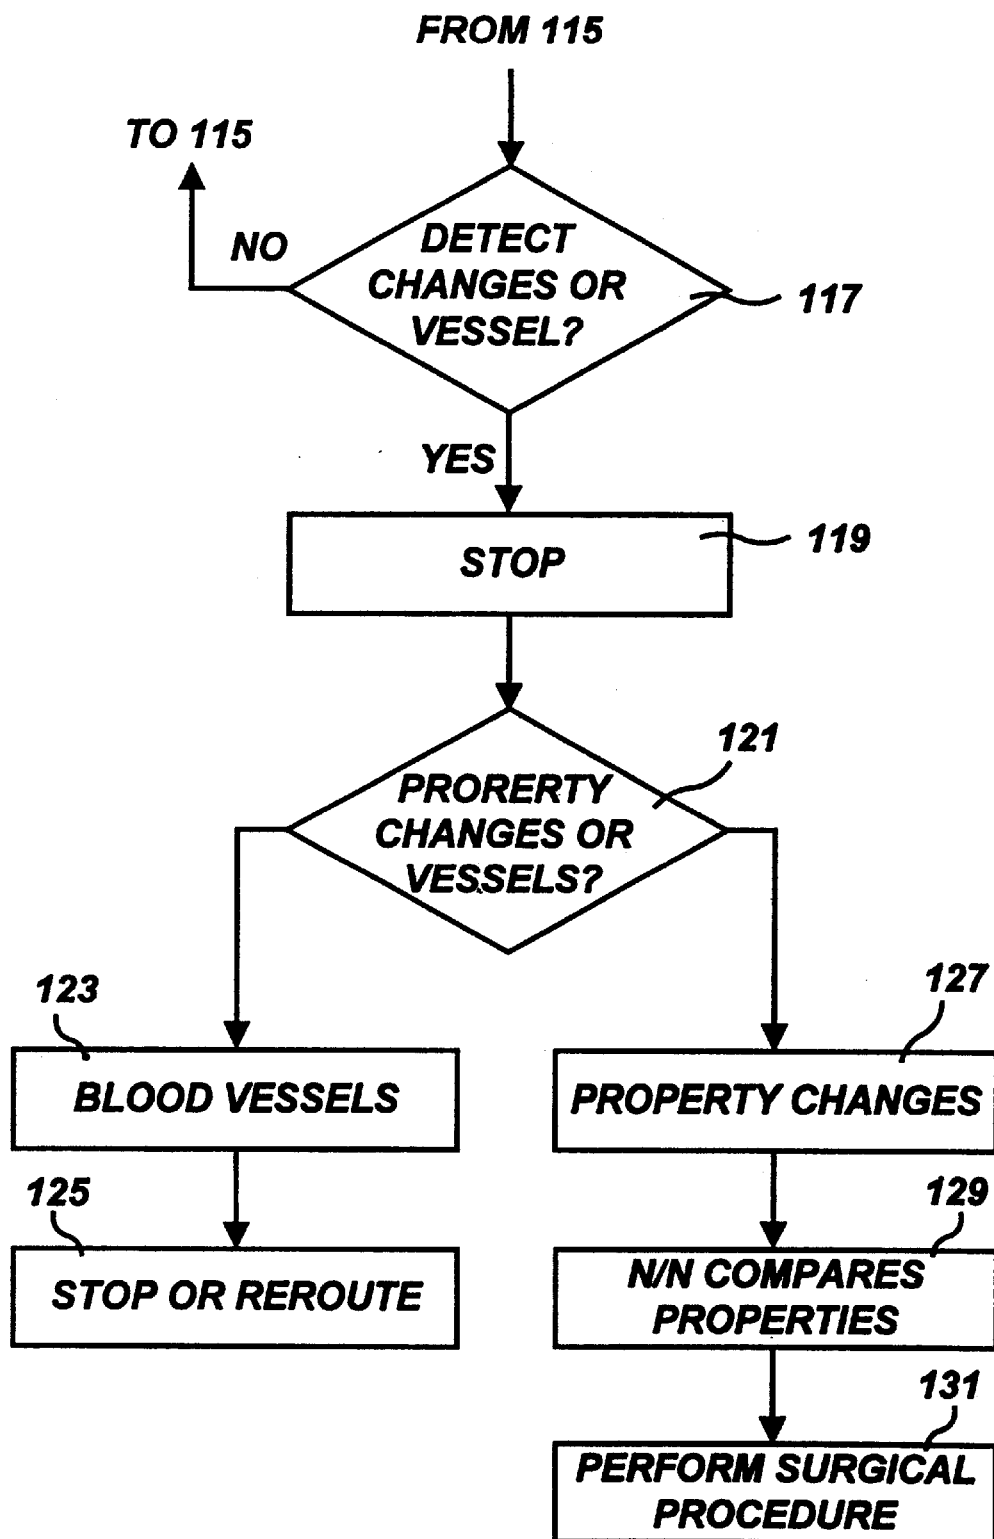 FROM 115
TO 115
NO
DETECT
CHANGES OR
VESSEL?
117
YES
STOP
119
121
PRORERTY
CHANGES OR
VESSELS?
123
127
BLOOD VESSELS
PROPERTY CHANGES
125
129
STOP OR REROUTE
N/N COMPARES
PROPERTIES
131
PERFORM SURGICAL
PROCEDURE